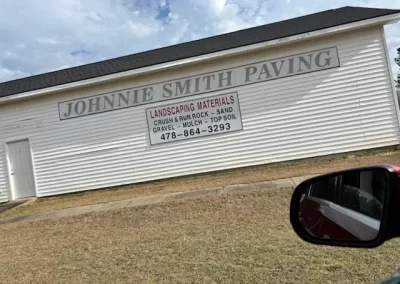 JOHNNIE SMITH PAVING
LANDSCAPING MATERIALS
CRUSH & RUN ROCK - SAND
GRAVEL - MULCH - TOP SOIL
478-864-3293